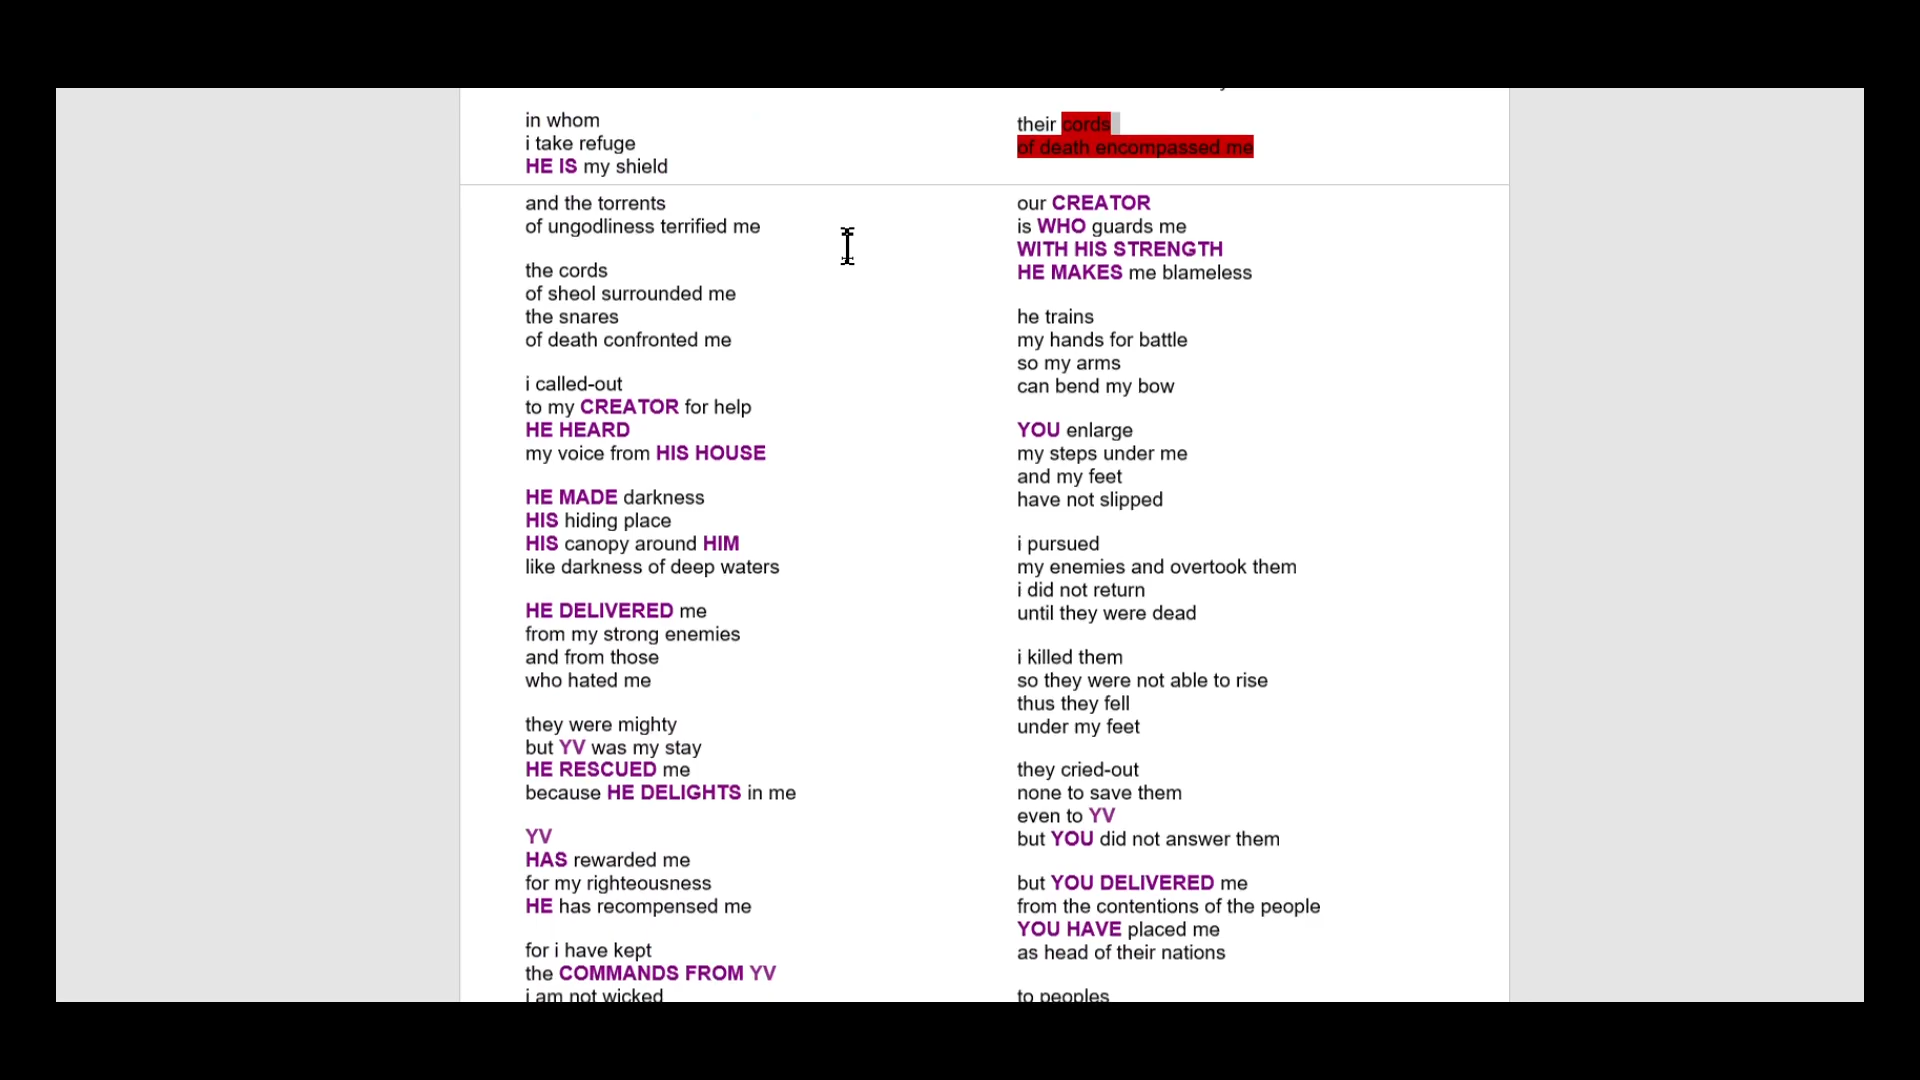 in whom
i take refuge
HE IS my shield
their cords
of death encompassed me
and the torrents
of ungodliness terrified me
the cords
of sheol surrounded me
the snares
of death confronted me
i called-out
to my CREATOR for help
HE HEARD
my voice from HIS HOUSE
HE MADE darkness
HIS hiding place
HIS canopy around HIM
like darkness of deep waters
HE DELIVERED me
from my strong enemies
and from those
who hated me
they were mighty
but YV was my stay
HE RESCUED me
because HE DELIGHTS in me
YV
HAS rewarded me
for my righteousness
HE has recompensed me
for i have kept
the COMMANDS FROM YV
i am not wicked
our CREATOR
is WHO guards me
WITH HIS STRENGTH
HE MAKES me blameless
he trains
my hands for battle
so my arms
can bend my bow
YOU enlarge
my steps under me
and my feet
have not slipped
i pursued
my enemies and overtook them
i did not return
until they were dead
i killed them
so they were not able to rise
thus they fell
under my feet
they cried-out
none to save them
even to YV
but YOU did not answer them
but YOU DELIVERED me
from the contentions of the people
YOU HAVE placed me
as head of their nations
to peoples